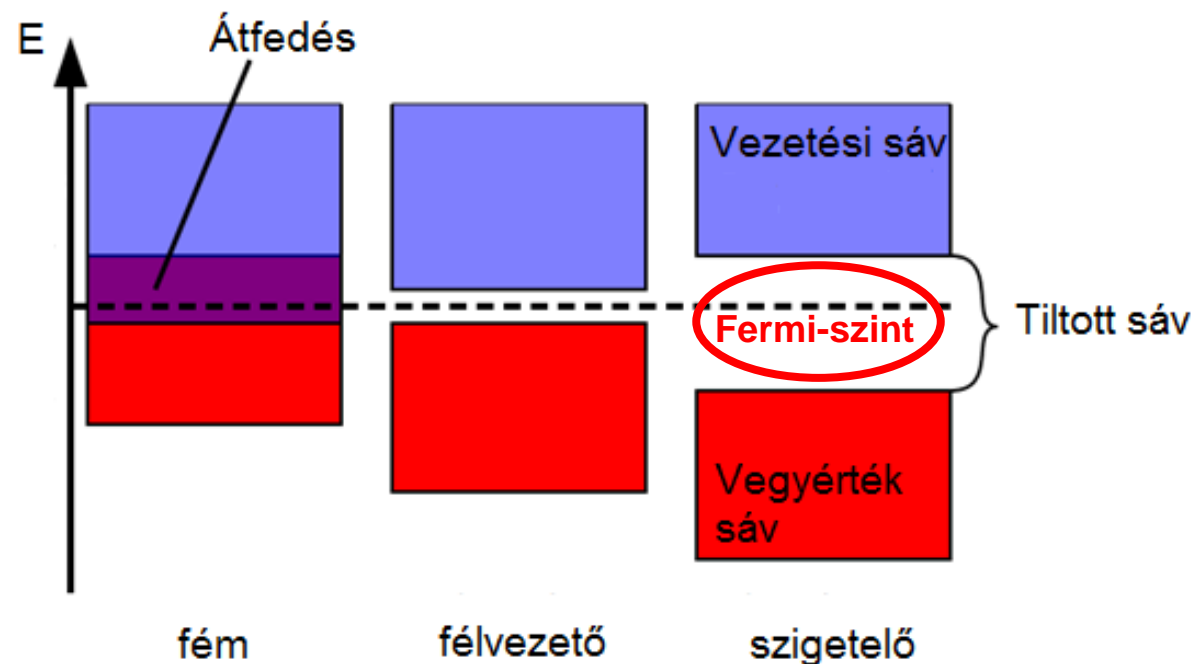 E
Átfedés
Vezetési sáv
Fermi-szint
Tiltott sáv
Vegyérték
sáv
fém
félvezető
szigetelő